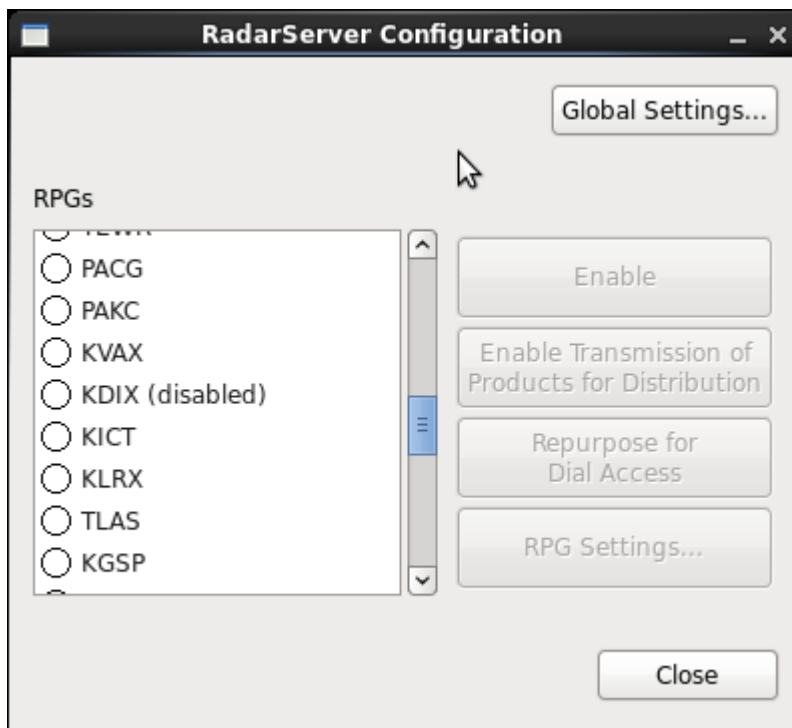 RadarServer Configuration
Global Settings...
RPGs
PACG
PAKC
KVAX
KDIX (disabled)
KICT
KLRX
TLAS
KGSP
Enable
Enable Transmission of
Products for Distribution
Repurpose for
Dial Access
RPG Settings...
Close